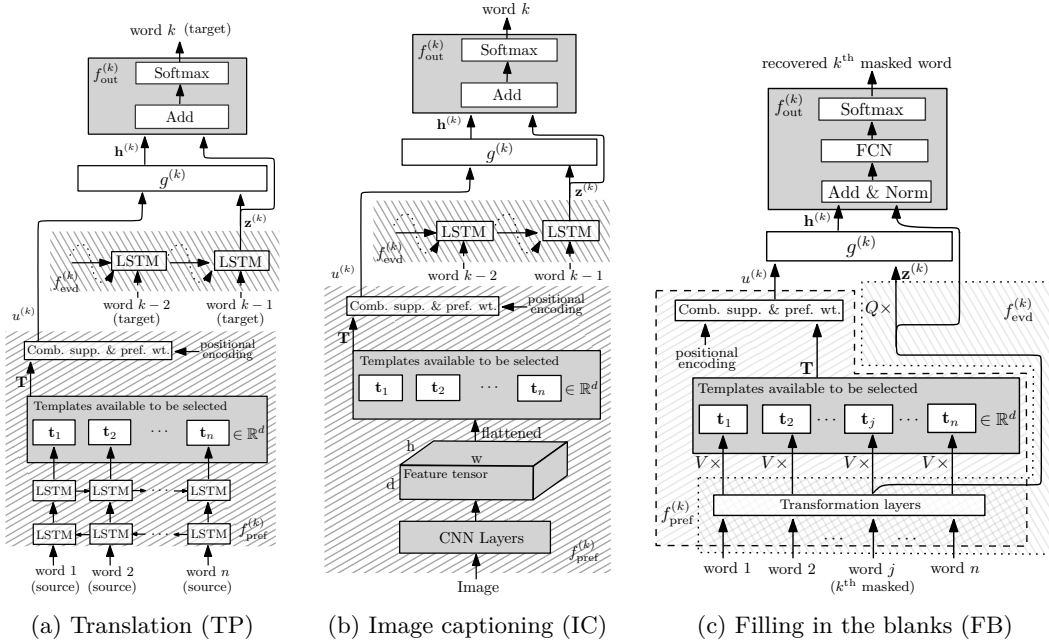 word k (target)
f_out^(k)
Softmax
Add
h^(k)
g^(k)
z^(k)
f_evd^(k)
LSTM
LSTM
word k − 2
(target)
word k − 1
(target)
u^(k)
Comb. supp. & pref. wt.
positional
encoding
T
Templates available to be selected
t_1 t_2 ⋯ t_n ∈ ℝ^d
LSTM LSTM ⋯ LSTM
LSTM LSTM ⋯ LSTM
f_pref^(k)
word 1
(source)
word 2
(source)
word n
(source)
(a) Translation (TP)
word k
f_out^(k)
Softmax
Add
h^(k)
g^(k)
z^(k)
f_evd^(k)
LSTM
LSTM
word k − 2
word k − 1
u^(k)
Comb. supp. & pref. wt.
positional
encoding
T
Templates available to be selected
t_1 t_2 ⋯ t_n ∈ ℝ^d
flattened
h
w
d
Feature tensor
CNN Layers
f_pref^(k)
Image
(b) Image captioning (IC)
recovered k^th masked word
f_out^(k)
Softmax
FCN
Add & Norm
h^(k)
g^(k)
u^(k)
z^(k)
Q×
f_evd^(k)
Comb. supp. & pref. wt.
positional
encoding
T
Templates available to be selected
t_1 t_2 ⋯ t_j ⋯ t_n ∈ ℝ^d
V× V× V× V×
Transformation layers
f_pref^(k)
⋯ ⋯
word 1 word 2 word j word n
(k^th masked)
(c) Filling in the blanks (FB)